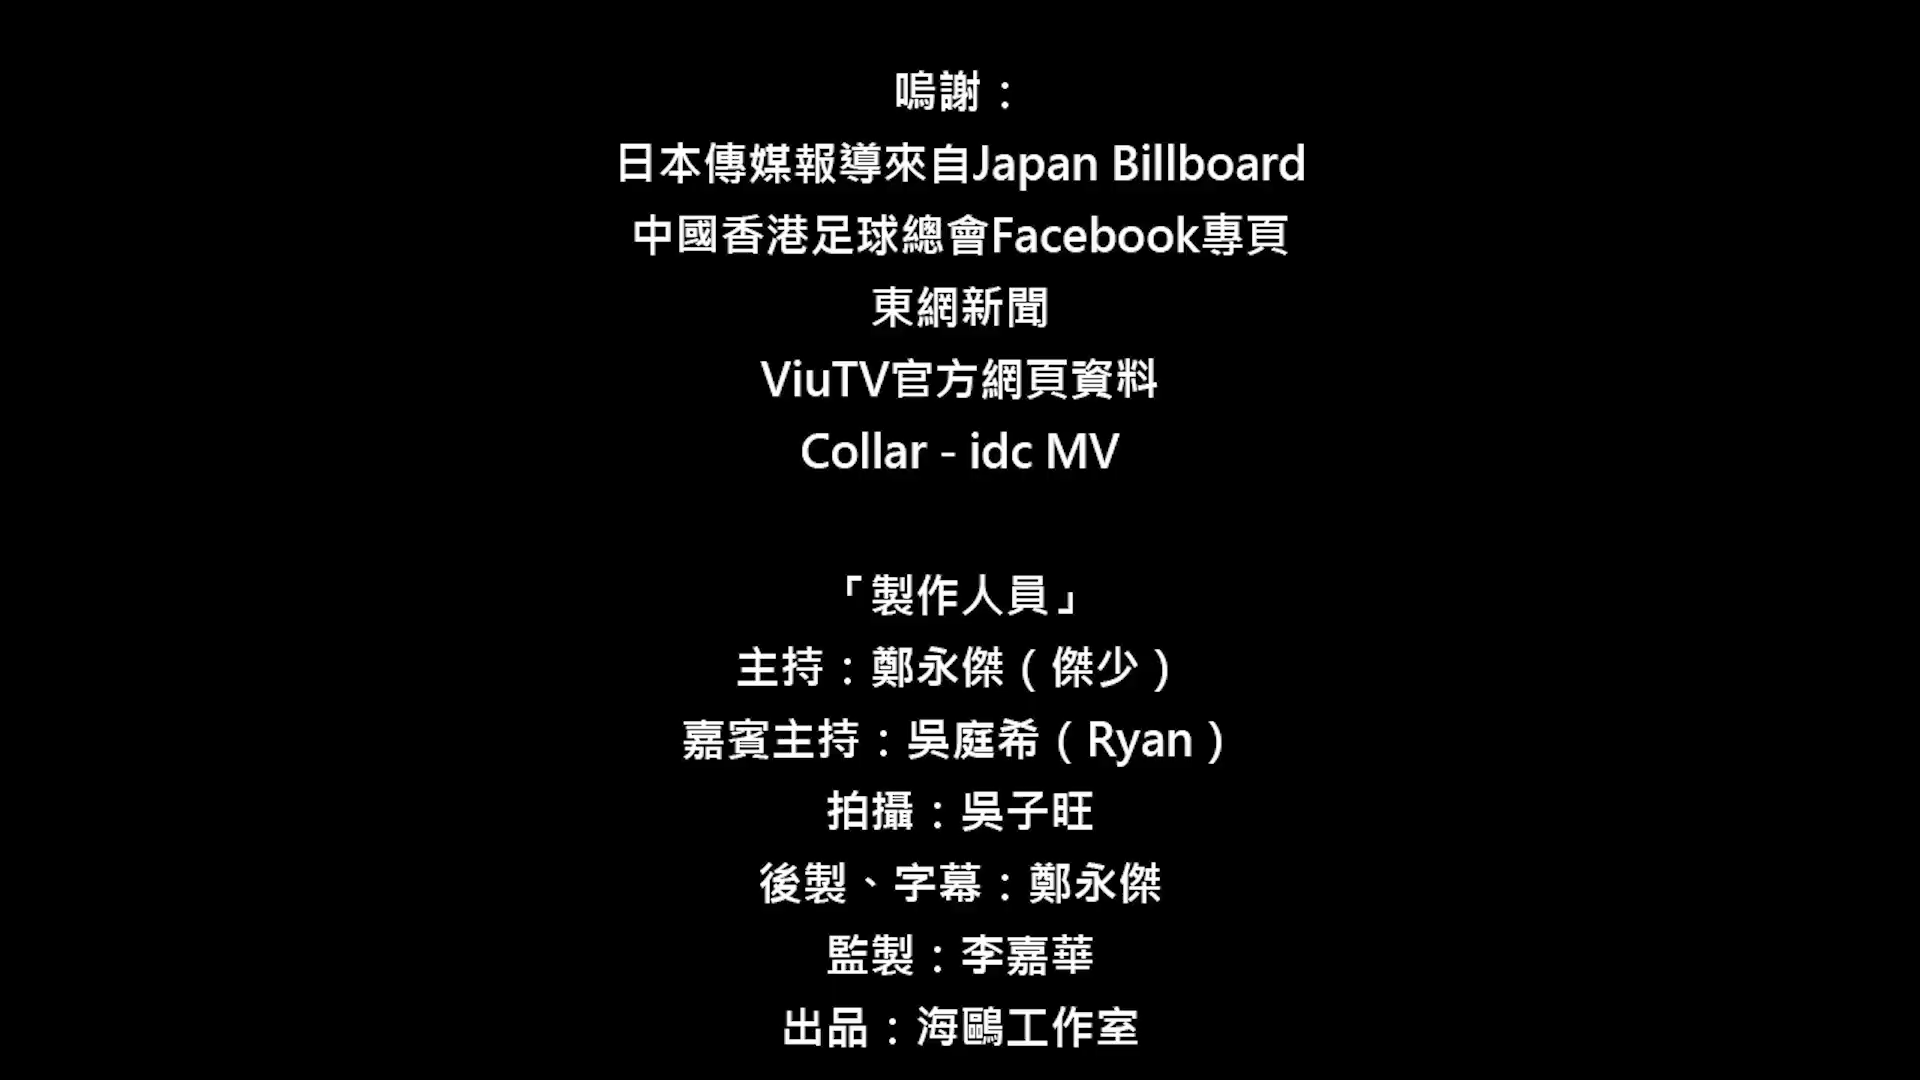 嗚謝：
日本傳媒報導來自Japan Billboard
中國香港足球總會Facebook專頁
東網新聞
ViuTV官方網頁資料
Collar - idc MV
「製作人員」
主持：鄭永傑（傑少）
嘉賓主持：吳庭希（Ryan）
拍攝：吳子旺
後製、字幕：鄭永傑
監製：李嘉華
出品：海鷗工作室